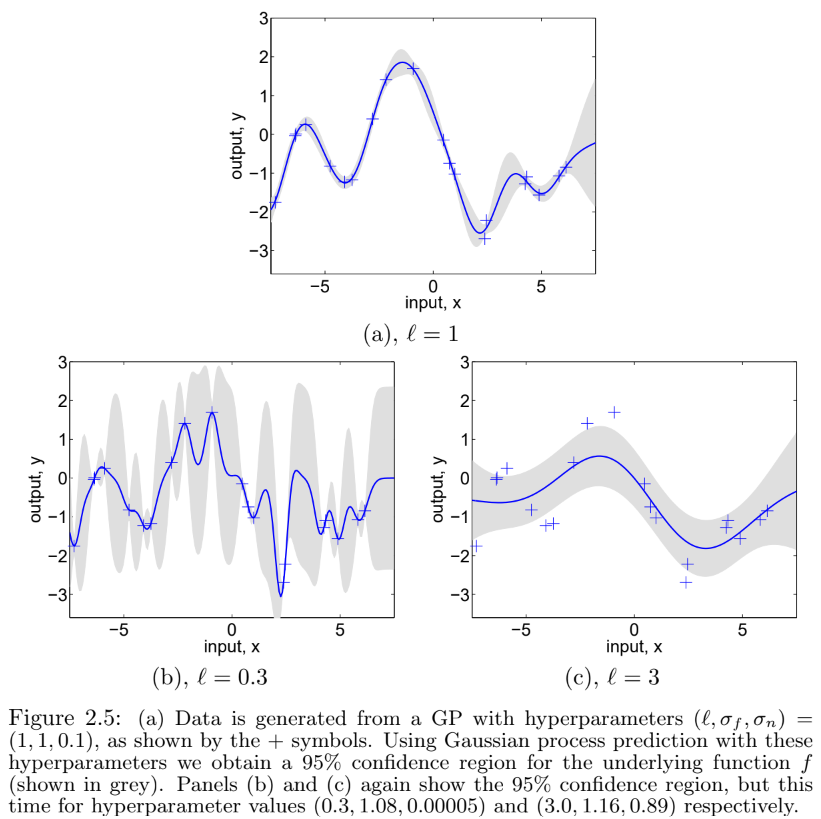 3
2
1
0
−1
−2
−3
output, y
−5 0 5
input, x
(a), ℓ = 1
3
2
1
0
−1
−2
−3
output, y
−5 0 5
input, x
(b), ℓ = 0.3
3
2
1
0
−1
−2
−3
output, y
−5 0 5
input, x
(c), ℓ = 3
Figure 2.5: (a) Data is generated from a GP with hyperparameters (ℓ, σf, σn) =
(1, 1, 0.1), as shown by the + symbols. Using Gaussian process prediction with these
hyperparameters we obtain a 95% confidence region for the underlying function f
(shown in grey). Panels (b) and (c) again show the 95% confidence region, but this
time for hyperparameter values (0.3, 1.08, 0.00005) and (3.0, 1.16, 0.89) respectively.